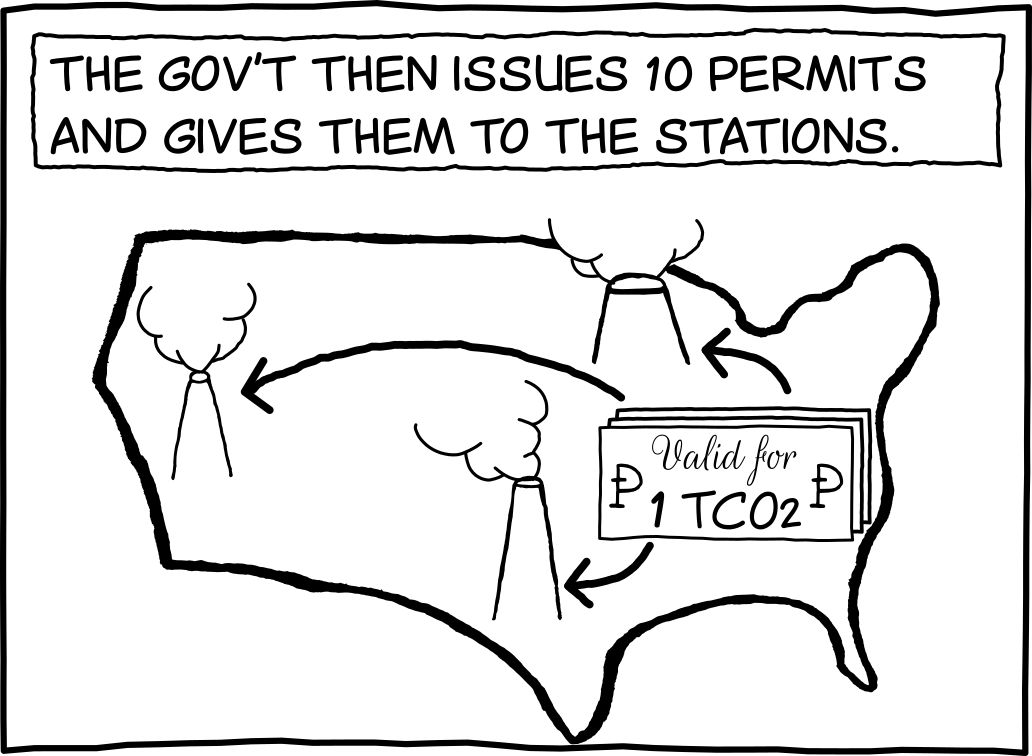 THE GOV'T THEN ISSUES 10 PERMITS
AND GIVES THEM TO THE STATIONS.
Valid for
₱ 1 TCO2 ₱